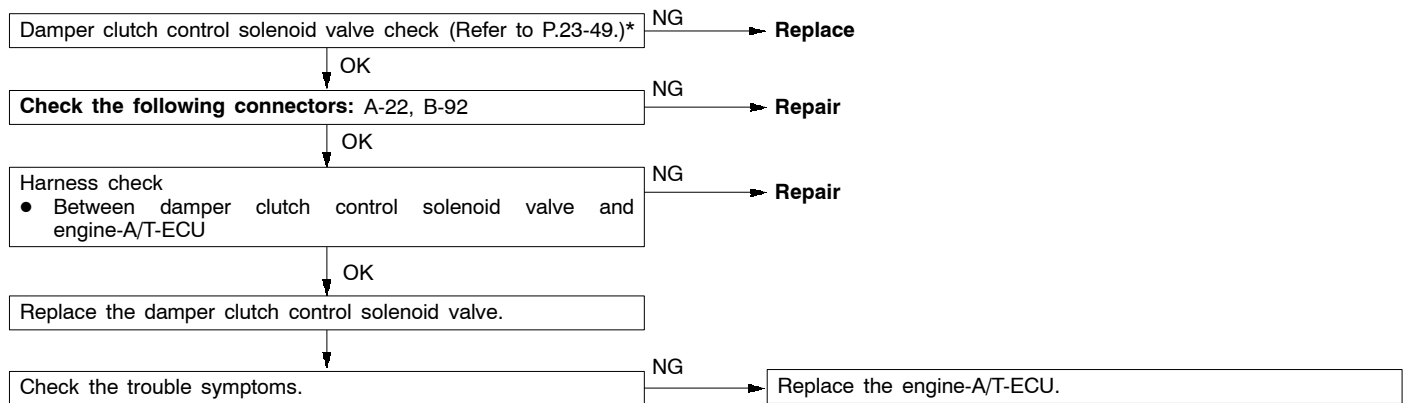 Damper clutch control solenoid valve check (Refer to P.23-49.)*
NG
Replace
OK
Check the following connectors: A-22, B-92
NG
Repair
OK
Harness check
● Between damper clutch control solenoid valve and
engine-A/T-ECU
NG
Repair
OK
Replace the damper clutch control solenoid valve.
Check the trouble symptoms.
NG
Replace the engine-A/T-ECU.